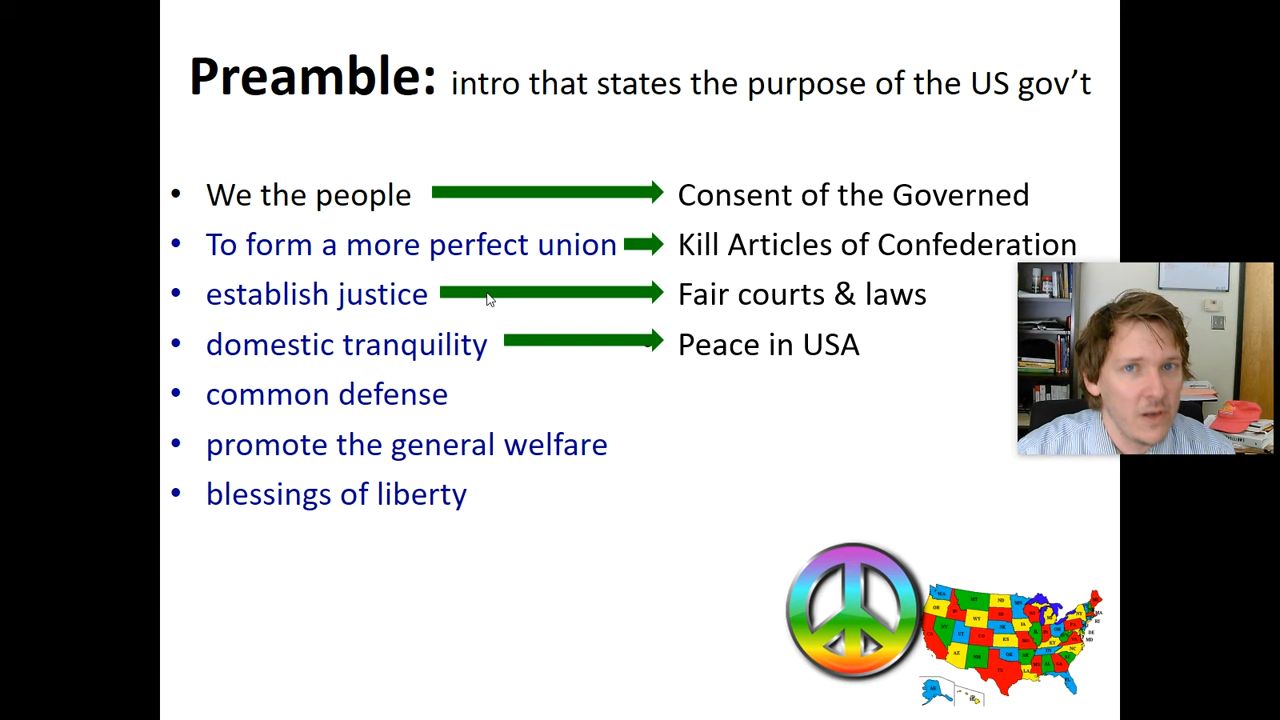 Preamble: intro that states the purpose of the US gov’t
• We the people Consent of the Governed
• To form a more perfect union Kill Articles of Confederation
• establish justice Fair courts & laws
• domestic tranquility Peace in USA
• common defense
• promote the general welfare
• blessings of liberty